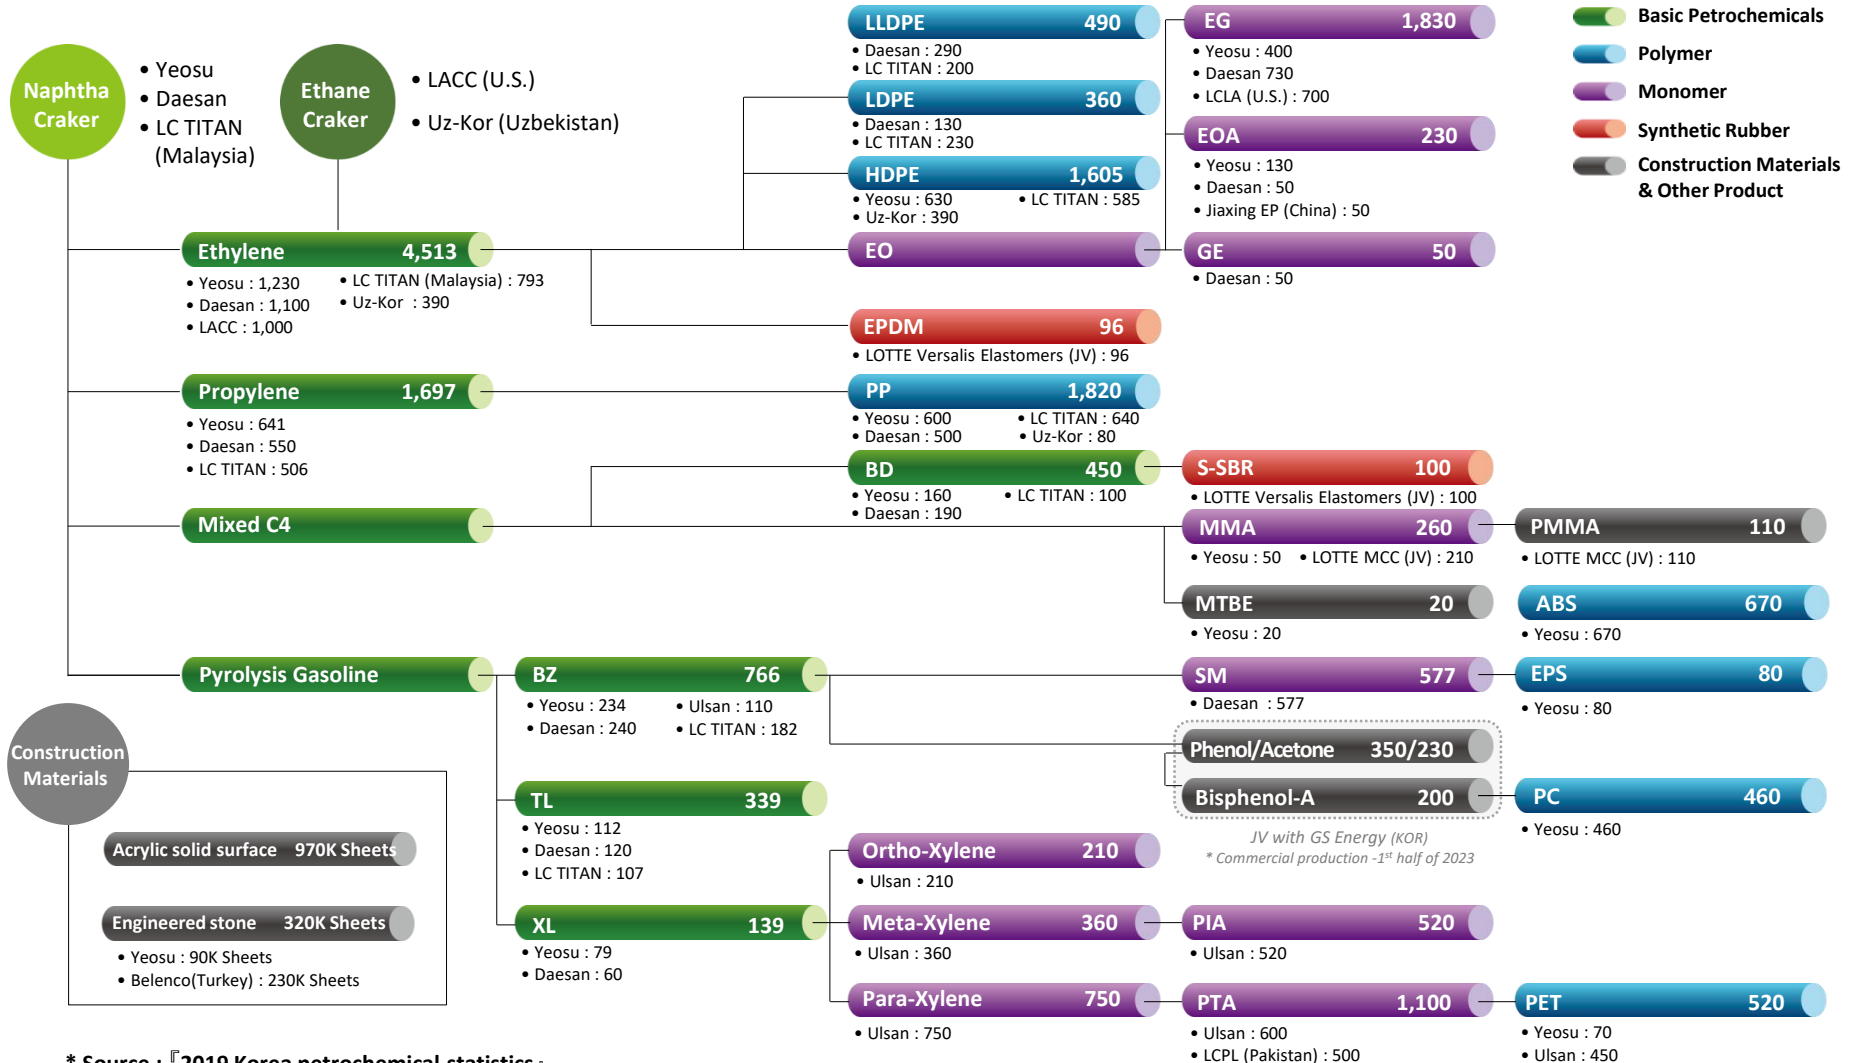 Naphtha
Craker
• Yeosu
• Daesan
• LC TITAN
(Malaysia)
Ethane
Craker
• LACC (U.S.)
• Uz-Kor (Uzbekistan)
Basic Petrochemicals
Polymer
Monomer
Synthetic Rubber
Construction Materials
& Other Product
LLDPE 490
• Daesan : 290
• LC TITAN : 200
LDPE 360
• Daesan : 130
• LC TITAN : 230
HDPE 1,605
• Yeosu : 630 • LC TITAN : 585
• Uz-Kor : 390
EO
EG 1,830
• Yeosu : 400
• Daesan 730
• LCLA (U.S.) : 700
EOA 230
• Yeosu : 130
• Daesan : 50
• Jiaxing EP (China) : 50
GE 50
• Daesan : 50
Ethylene 4,513
• Yeosu : 1,230 • LC TITAN (Malaysia) : 793
• Daesan : 1,100 • Uz-Kor : 390
• LACC : 1,000
EPDM 96
• LOTTE Versalis Elastomers (JV) : 96
Propylene 1,697
• Yeosu : 641
• Daesan : 550
• LC TITAN : 506
PP 1,820
• Yeosu : 600 • LC TITAN : 640
• Daesan : 500 • Uz-Kor : 80
BD 450
• Yeosu : 160 • LC TITAN : 100
• Daesan : 190
S-SBR 100
• LOTTE Versalis Elastomers (JV) : 100
Mixed C4
MMA 260
• Yeosu : 50 • LOTTE MCC (JV) : 210
PMMA 110
• LOTTE MCC (JV) : 110
MTBE 20
• Yeosu : 20
ABS 670
• Yeosu : 670
Pyrolysis Gasoline
BZ 766
• Yeosu : 234 • Ulsan : 110
• Daesan : 240 • LC TITAN : 182
SM 577
• Daesan : 577
EPS 80
• Yeosu : 80
Phenol/Acetone 350/230
Bisphenol-A 200
JV with GS Energy (KOR)
* Commercial production -1st half of 2023
PC 460
• Yeosu : 460
TL 339
• Yeosu : 112
• Daesan : 120
• LC TITAN : 107
XL 139
• Yeosu : 79
• Daesan : 60
Ortho-Xylene 210
• Ulsan : 210
Meta-Xylene 360
• Ulsan : 360
PIA 520
• Ulsan : 520
Para-Xylene 750
• Ulsan : 750
PTA 1,100
• Ulsan : 600
• LCPL (Pakistan) : 500
PET 520
• Yeosu : 70
• Ulsan : 450
Construction
Materials
Acrylic solid surface 970K Sheets
Engineered stone 320K Sheets
• Yeosu : 90K Sheets
• Belenco(Turkey) : 230K Sheets
* Source : 『2019 Korea petrochemical statistics』